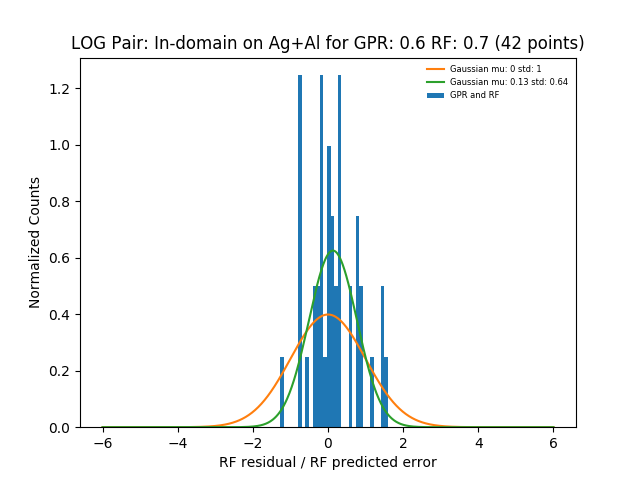 LOG Pair: In-domain on Ag+Al for GPR: 0.6 RF: 0.7 (42 points)
Gaussian mu: 0 std: 1
Gaussian mu: 0.13 std: 0.64
GPR and RF
Normalized Counts
1.2
1.0
0.8
0.6
0.4
0.2
0.0
−6 −4 −2 0 2 4 6
RF residual / RF predicted error